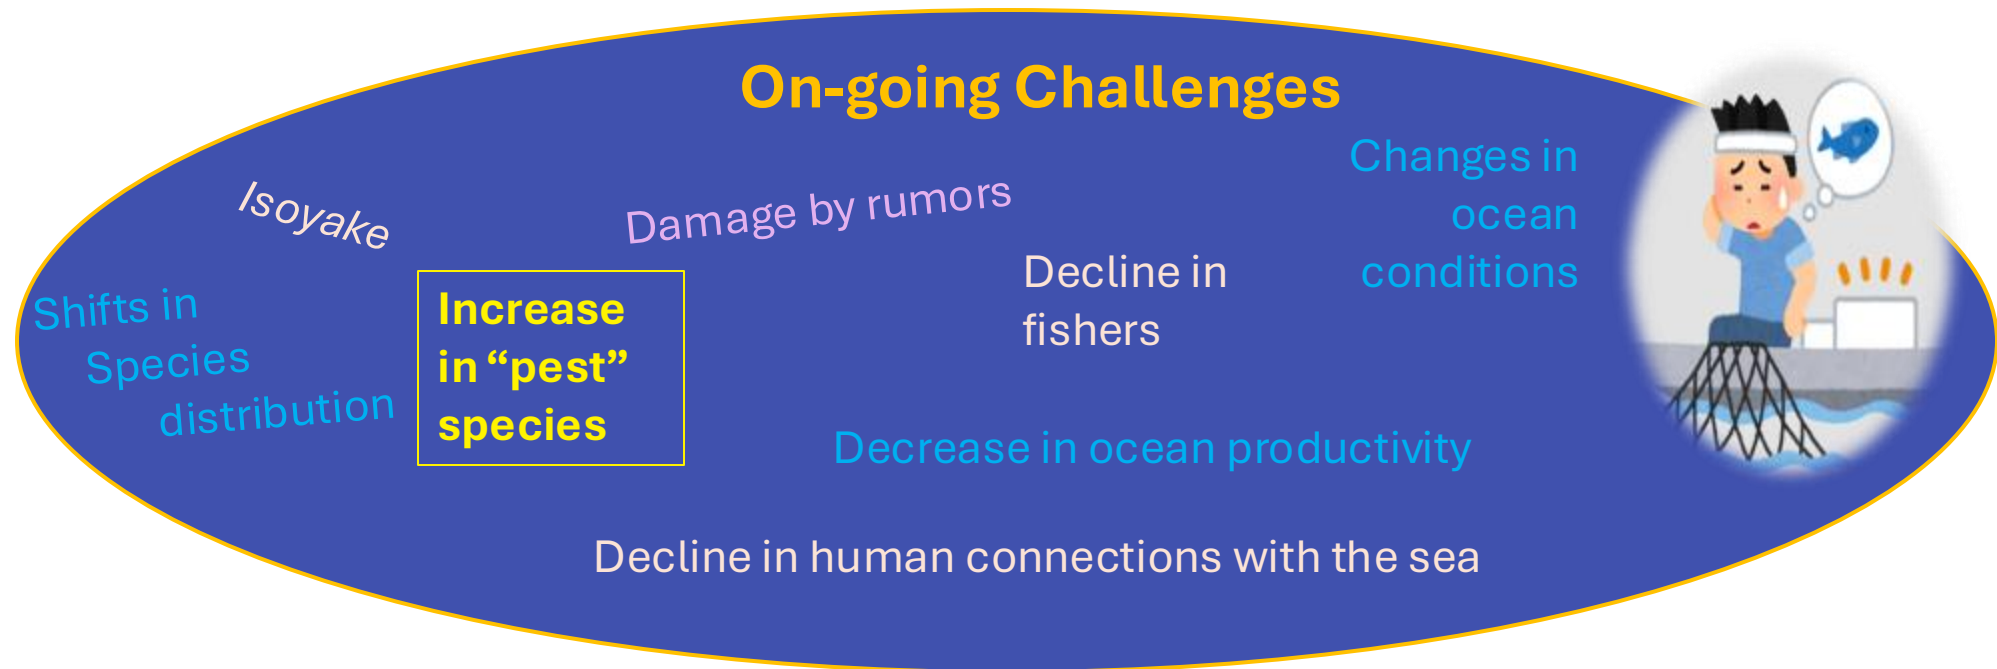 On-going Challenges
Isoyake
Damage by rumors
Changes in
ocean
conditions
Shifts in
Species
distribution
Increase
in “pest”
species
Decline in
fishers
Decrease in ocean productivity
Decline in human connections with the sea